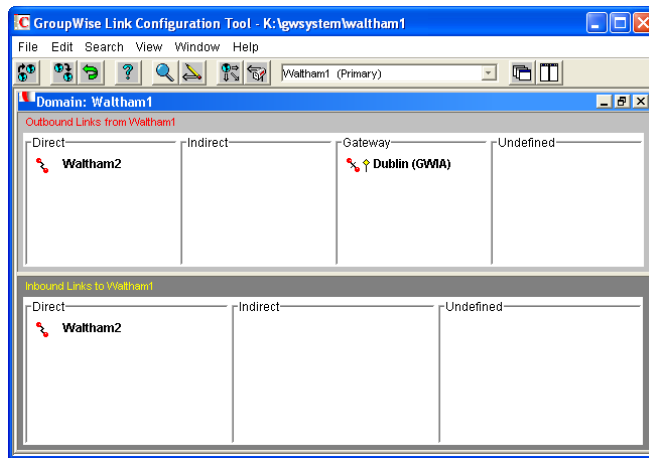 GroupWise Link Configuration Tool - K:\gwsystem\waltham1
File Edit Search View Window Help
Waltham1 (Primary)
Domain: Waltham1
Outbound Links from Waltham1
Direct Indirect Gateway Undefined
Waltham2 Dublin (GWIA)
Inbound Links to Waltham1
Direct Indirect Undefined
Waltham2